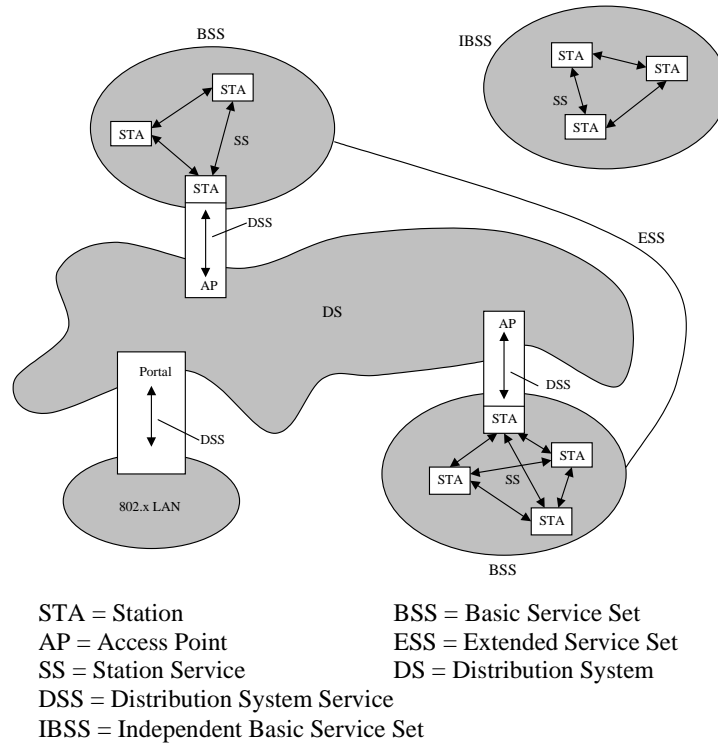 BSS
IBSS
STA
STA
STA
SS
STA
STA
SS
STA
STA
DSS
ESS
AP
DS
AP
Portal
DSS
DSS
STA
STA
SS
STA
802.x LAN
STA
BSS
STA = Station
BSS = Basic Service Set
AP = Access Point
ESS = Extended Service Set
SS = Station Service
DS = Distribution System
DSS = Distribution System Service
IBSS = Independent Basic Service Set